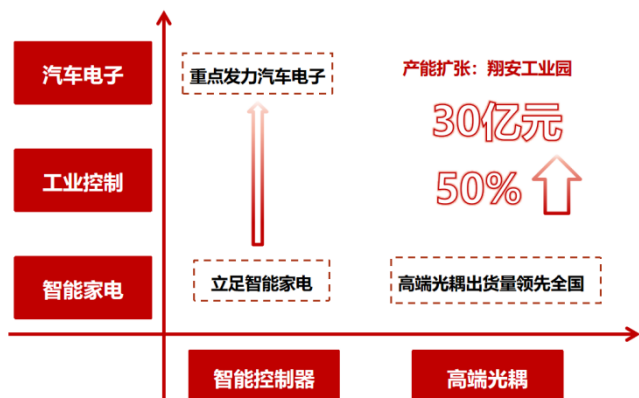 汽车电子
重点发力汽车电子
产能扩张：翔安工业园
30亿元
工业控制
50%
智能家电
立足智能家电
高端光耦出货量领先全国
智能控制器
高端光耦